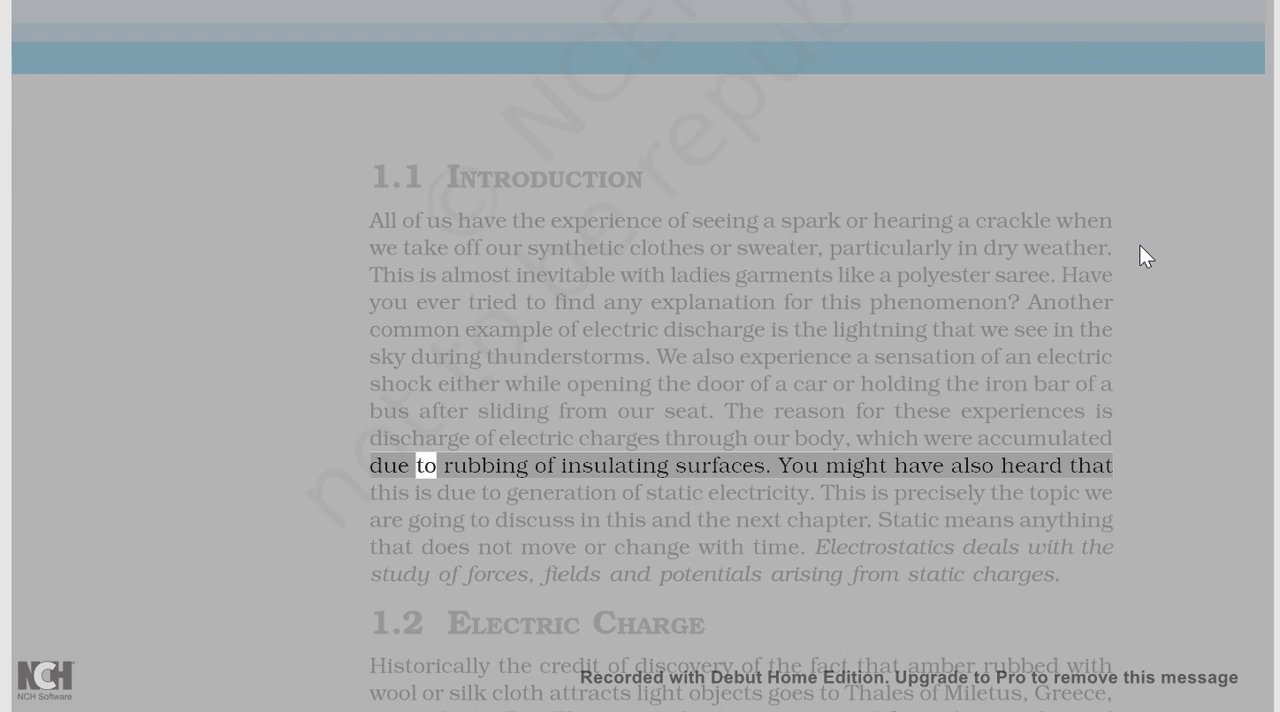 © NCE
not to be republ
1.1 INTRODUCTION
All of us have the experience of seeing a spark or hearing a crackle when
we take off our synthetic clothes or sweater, particularly in dry weather.
This is almost inevitable with ladies garments like a polyester saree. Have
you ever tried to find any explanation for this phenomenon? Another
common example of electric discharge is the lightning that we see in the
sky during thunderstorms. We also experience a sensation of an electric
shock either while opening the door of a car or holding the iron bar of a
bus after sliding from our seat. The reason for these experiences is
discharge of electric charges through our body, which were accumulated
due to rubbing of insulating surfaces. You might have also heard that
this is due to generation of static electricity. This is precisely the topic we
are going to discuss in this and the next chapter. Static means anything
that does not move or change with time. Electrostatics deals with the
study of forces, fields and potentials arising from static charges.
1.2 ELECTRIC CHARGE
Historically the credit of discovery of the fact that amber rubbed with
wool or silk cloth attracts light objects goes to Thales of Miletus, Greece,
NCH
NCH Software
Recorded with Debut Home Edition. Upgrade to Pro to remove this message